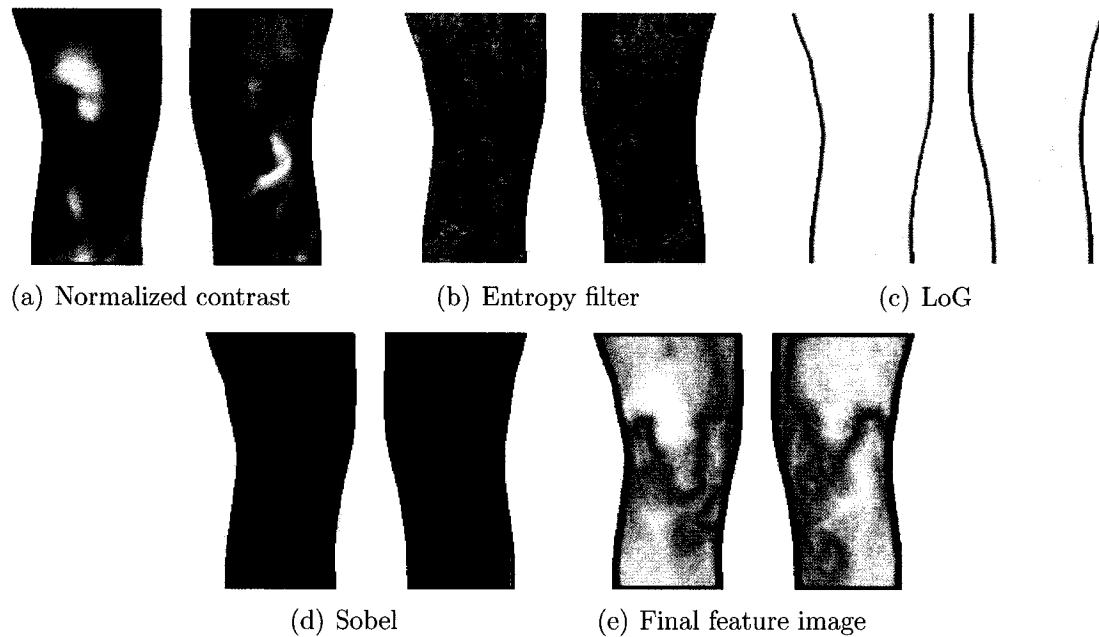 (a) Normalized contrast
(b) Entropy filter
(c) LoG
(d) Sobel
(e) Final feature image